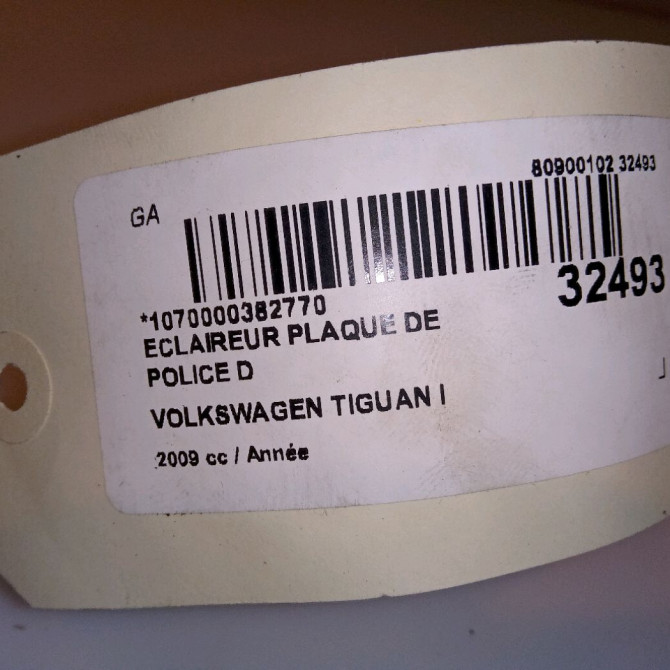 80900102 32493
GA
32493
*1070000382770
ECLAIREUR PLAQUE DE
POLICE D
VOLKSWAGEN TIGUAN I
2009 cc / Année